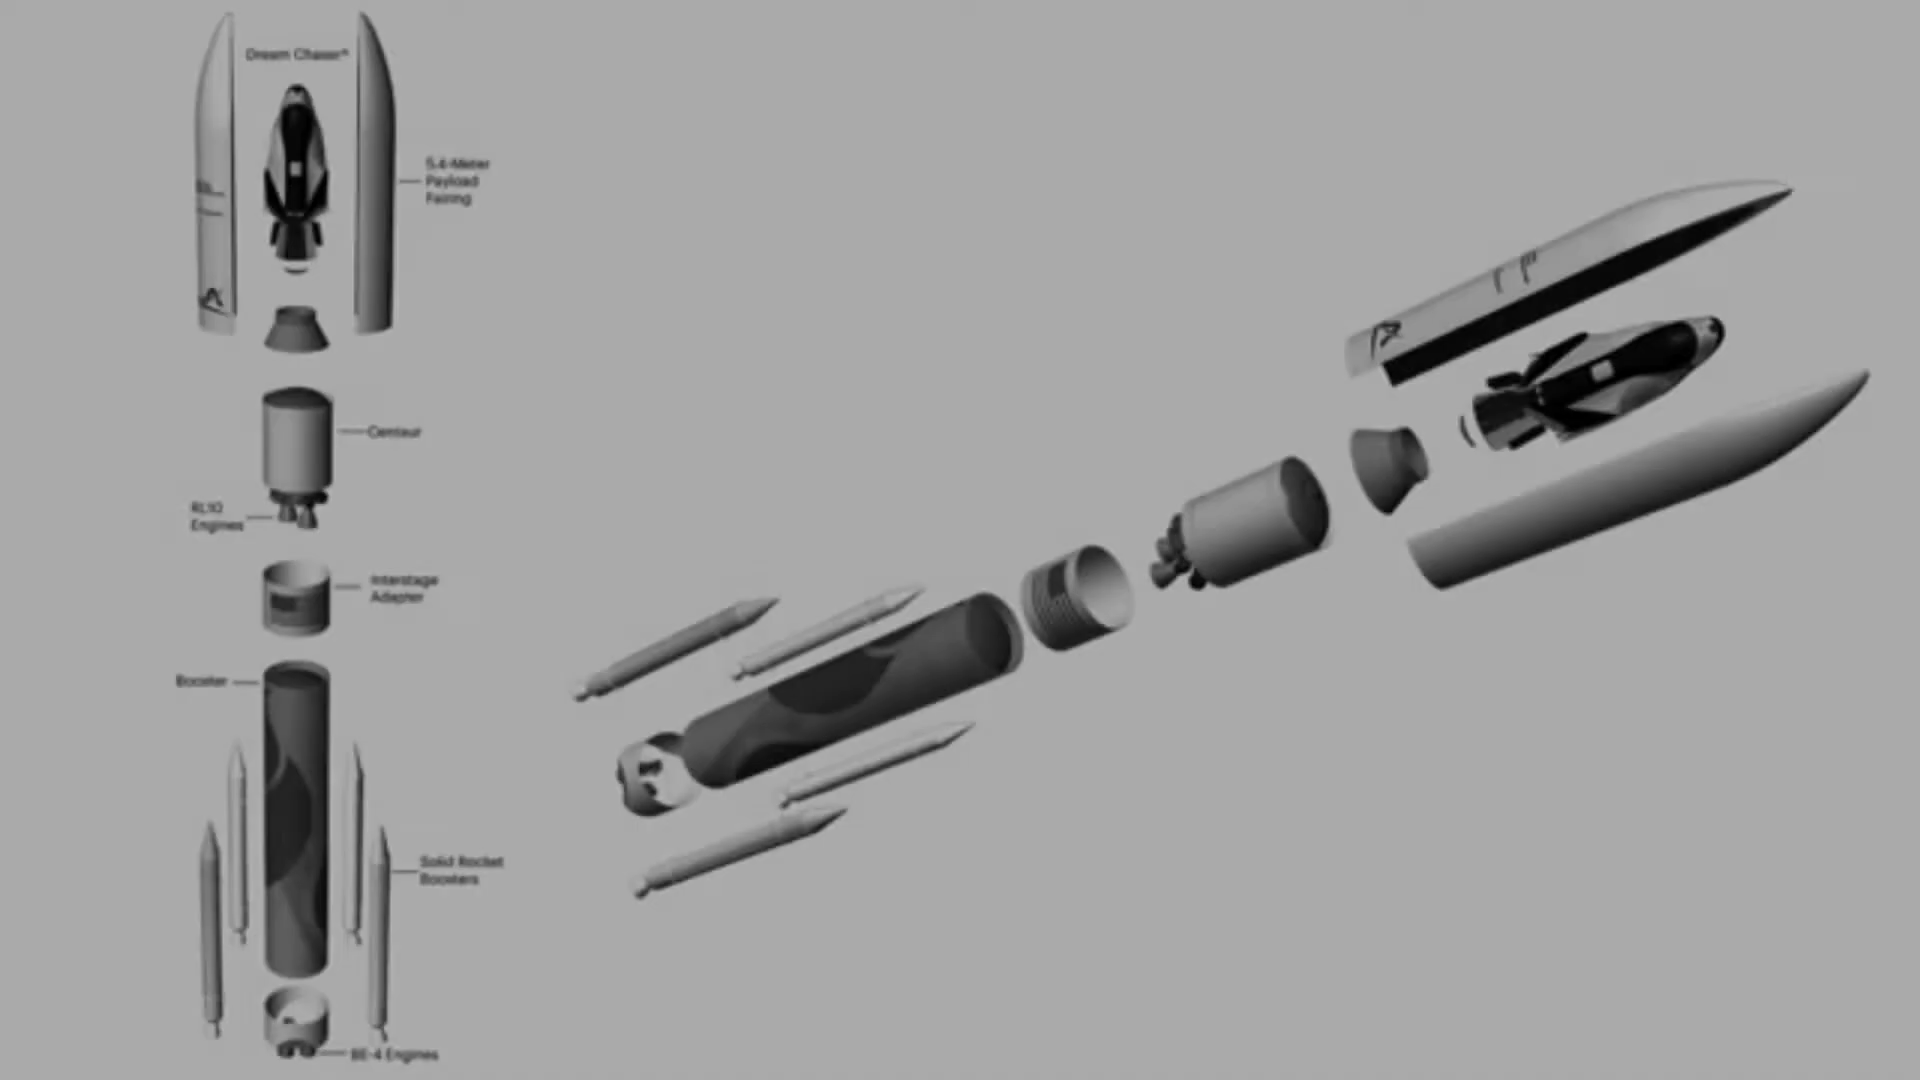 Dream Chaser®
5.4-Meter
Payload
Fairing
Centaur
RL10
Engines
Interstage
Adapter
Booster
Solid Rocket
Boosters
BE-4 Engines